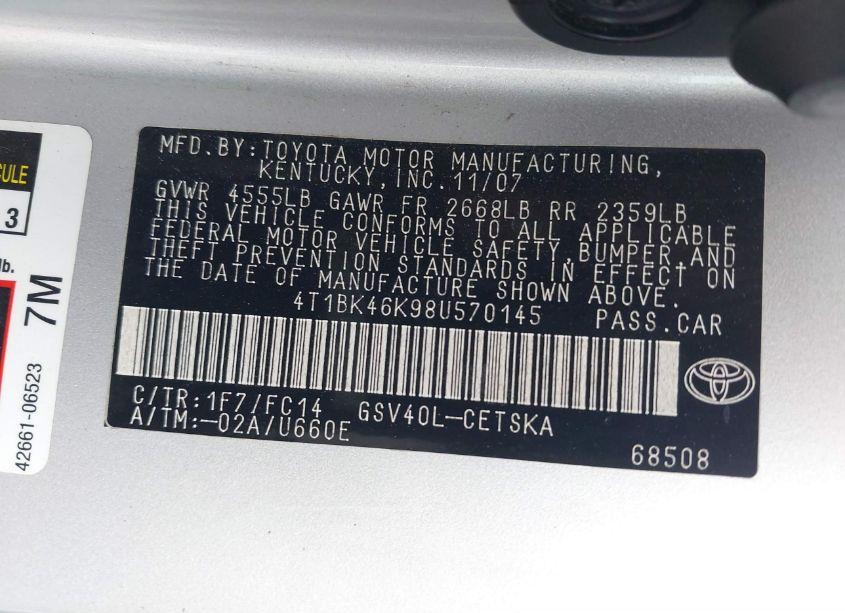 MFD.BY:TOYOTA MOTOR MANUFACTURING,
KENTUCKY,INC.11/07
GVWR 4555LB GAWR FR 2668LB RR 2359LB
THIS VEHICLE CONFORMS TO ALL APPLICABLE
FEDERAL MOTOR VEHICLE SAFETY,BUMPER,AND
THEFT PREVENTION STANDARDS IN EFFECT ON
THE DATE OF MANUFACTURE SHOWN ABOVE.
4T1BK46K98U570145 PASS.CAR
C/TR:1F7/FC14 GSV40L-CETSKA
A/TM:-02A/U660E
68508
3
lb.
7M
42661-06523